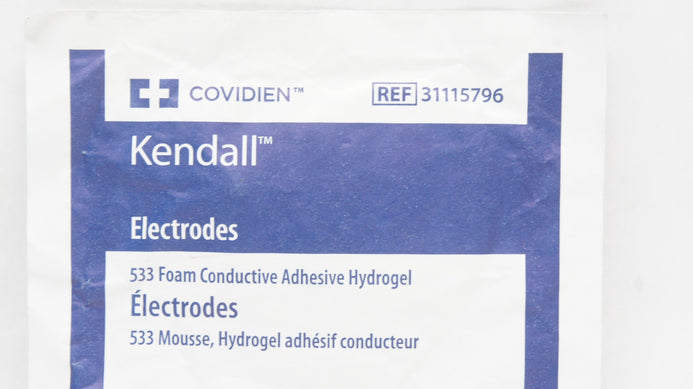 COVIDIEN™ REF 31115796
Kendall™
Electrodes
533 Foam Conductive Adhesive Hydrogel
Électrodes
533 Mousse, Hydrogel adhésif conducteur